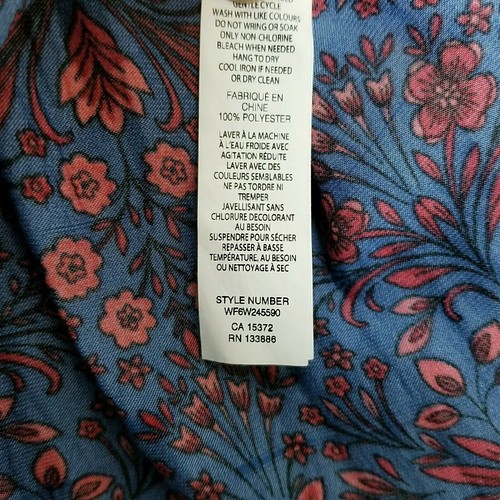 GENTLE CYCLE
WASH WITH LIKE COLOURS
DO NOT WRING OR SOAK
ONLY NON-CHLORINE
BLEACH WHEN NEEDED
HANG TO DRY
COOL IRON IF NEEDED
OR DRY CLEAN
FABRIQUÉ EN
CHINE
100% POLYESTER
LAVER À LA MACHINE
À L'EAU FROIDE AVEC
AGITATION RÉDUITE
LAVER AVEC DES
COULEURS SEMBLABLES
NE PAS TORDRE NI
TREMPER
JAVELLISANT SANS
CHLORURE DECOLORANT
AU BESOIN
SUSPENDRE POUR SÉCHER
REPASSER À BASSE
TEMPÉRATURE, AU BESOIN
OU NETTOYAGE À SEC
STYLE NUMBER
WF6W245590
CA 15372
RN 133886